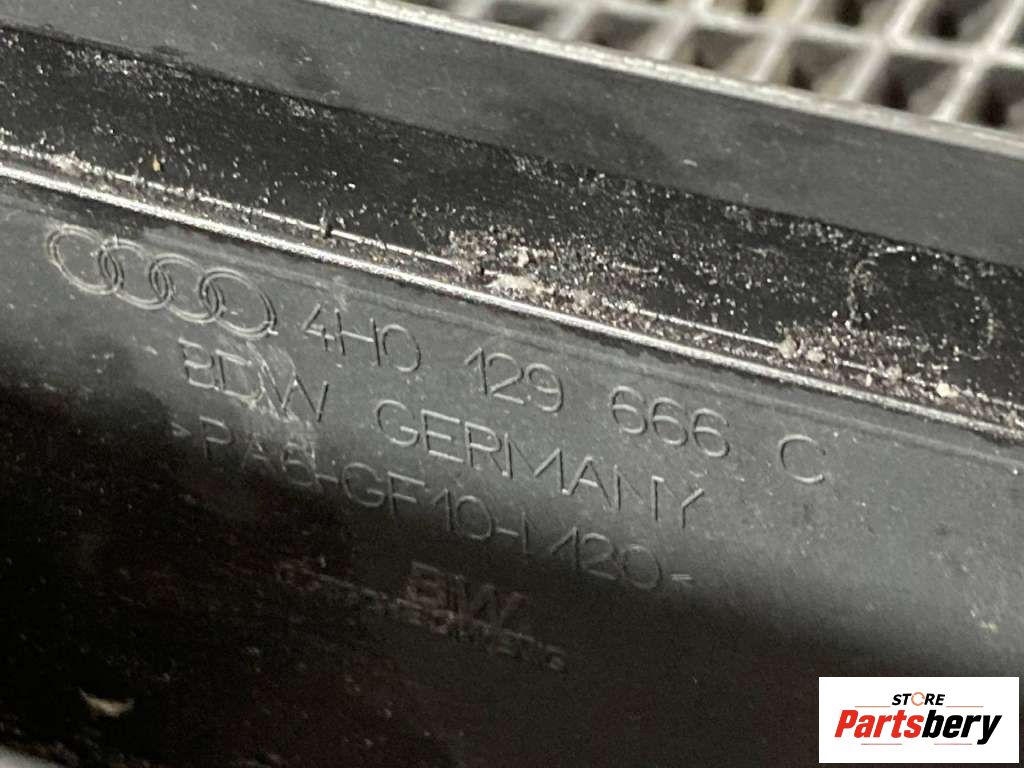 4H0 129 666 C
BDW GERMANY
>PA6-GF10-M20<
STORE
Partsbery